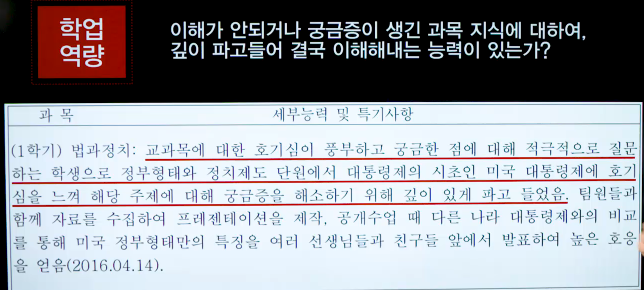 학업
역량
이해가 안되거나 궁금증이 생긴 과목 지식에 대하여,
깊이 파고들어 결국 이해해내는 능력이 있는가?
과 목 세부능력 및 특기사항
(1학기) 법과정치: 교과목에 대한 호기심이 풍부하고 궁금한 점에 대해 적극적으로 질문
하는 학생으로 정부형태와 정치제도 단원에서 대통령제의 시초인 미국 대통령제에 호기
심을 느껴 해당 주제에 대해 궁금증을 해소하기 위해 깊이 있게 파고 들었음. 팀원들과
함께 자료를 수집하여 프레젠테이션을 제작, 공개수업 때 다른 나라 대통령제와의 비교
를 통해 미국 정부형태만의 특징을 여러 선생님들과 친구들 앞에서 발표하여 높은 호응
을 얻음(2016.04.14).